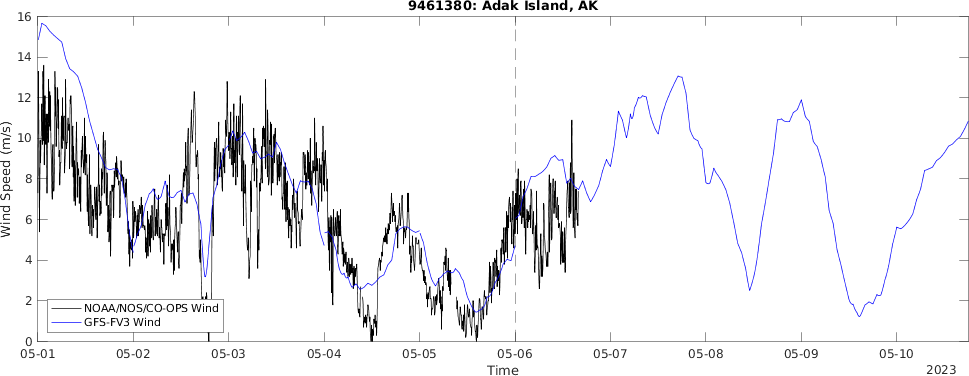 9461380: Adak Island, AK
Wind Speed (m/s)
16
14
12
10
8
6
4
2
0
NOAA/NOS/CO-OPS Wind
GFS-FV3 Wind
05-01 05-02 05-03 05-04 05-05 05-06 05-07 05-08 05-09 05-10
Time
2023